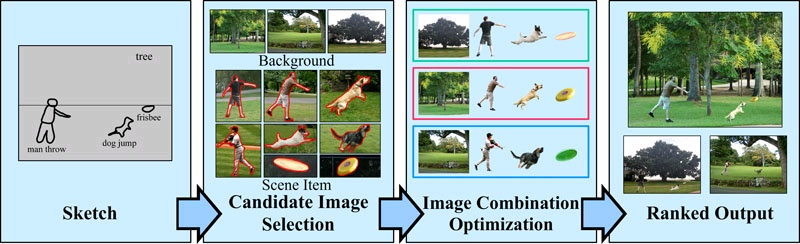 tree
frisbee
man throw
dog jump
Sketch
Background
Scene Item
Candidate Image
Selection
Image Combination
Optimization
Ranked Output